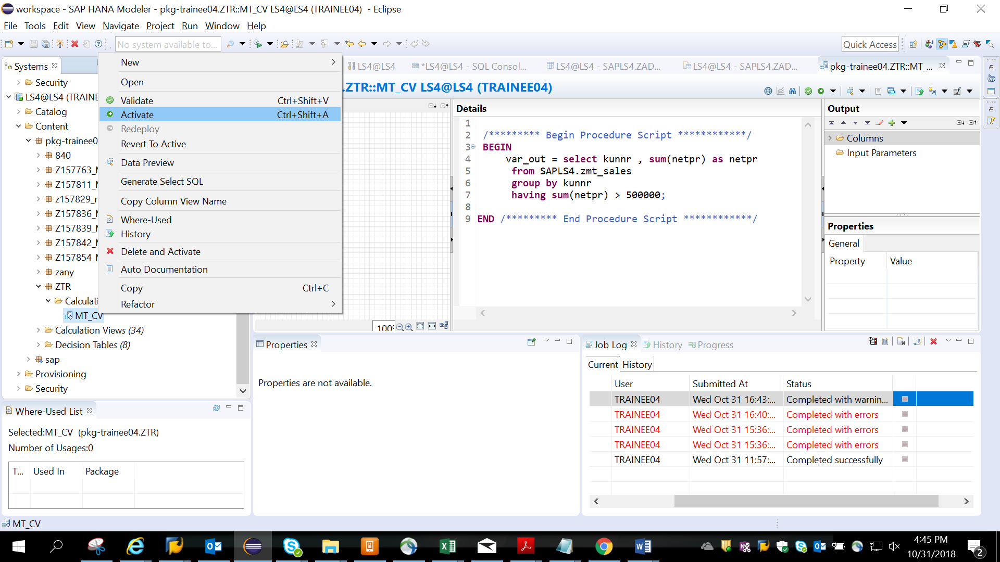 workspace - SAP HANA Modeler - pkg-trainee04.ZTR::MT_CV LS4@LS4 (TRAINEE04) - Eclipse
File Tools Edit View Navigate Project Run Window Help
No system available to...
Quick Access
Systems
LS4@LS4
*LS4@LS4 - SQL Consol...
LS4@LS4 - SAPLS4.ZAD...
LS4@LS4 - SAPLS4.ZAD...
pkg-trainee04.ZTR::MT_...
Security
LS4@LS4 (TRAINE
Catalog
Content
pkg-trainee0
840
Z157763_
Z157811_
z157829_
Z157836_
Z157839_
Z157842_
Z157854_
zany
ZTR
Calculati
MT_CV
Calculation Views (34)
Decision Tables (8)
sap
Provisioning
Security
New
Open
Validate Ctrl+Shift+V
Activate Ctrl+Shift+A
Redeploy
Revert To Active
Data Preview
Generate Select SQL
Copy Column View Name
Where-Used
History
Delete and Activate
Auto Documentation
Copy Ctrl+C
Refactor
.ZTR::MT_CV LS4@LS4 (TRAINEE04)
Details
1
2 /********* Begin Procedure Script ************/
3 BEGIN
4 var_out = select kunnr , sum(netpr) as netpr
5 from SAPLS4.zmt_sales
6 group by kunnr
7 having sum(netpr) > 500000;
8
9 END /********* End Procedure Script ************/
100%
Output
Columns
Input Parameters
Properties
General
Property Value
Properties
Properties are not available.
Job Log History Progress
Current History
User Submitted At Status
TRAINEE04 Wed Oct 31 16:43:... Completed with warnin...
TRAINEE04 Wed Oct 31 16:40:... Completed with errors
TRAINEE04 Wed Oct 31 15:36:... Completed with errors
TRAINEE04 Wed Oct 31 15:36:... Completed with errors
TRAINEE04 Wed Oct 31 11:57:... Completed successfully
Where-Used List
Selected:MT_CV (pkg-trainee04.ZTR)
Number of Usages:0
T... Used In Package
MT_CV
4:45 PM
10/31/2018
2